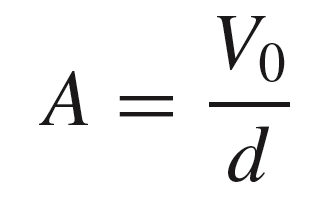 A = V₀/d